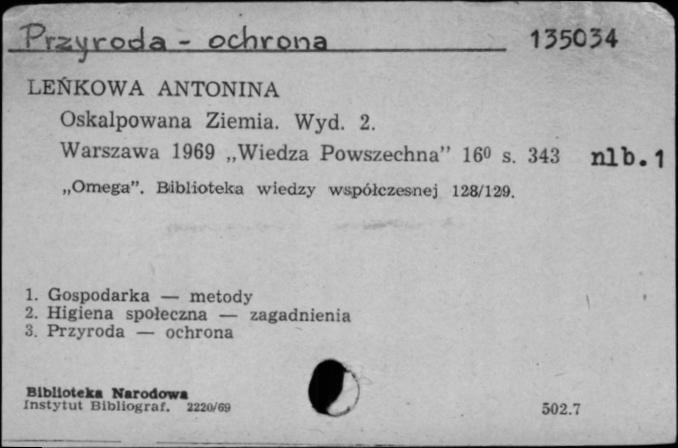 Przyroda - ochrona 135034
LEŃKOWA ANTONINA
Oskalpowana Ziemia. Wyd. 2.
Warszawa 1969 „Wiedza Powszechna” 16⁰ s. 343 nlb.1
„Omega”. Biblioteka wiedzy współczesnej 128/129.
1. Gospodarka — metody
2. Higiena społeczna — zagadnienia
3. Przyroda — ochrona
Biblioteka Narodowa
Instytut Bibliograf. 2220/69 502.7